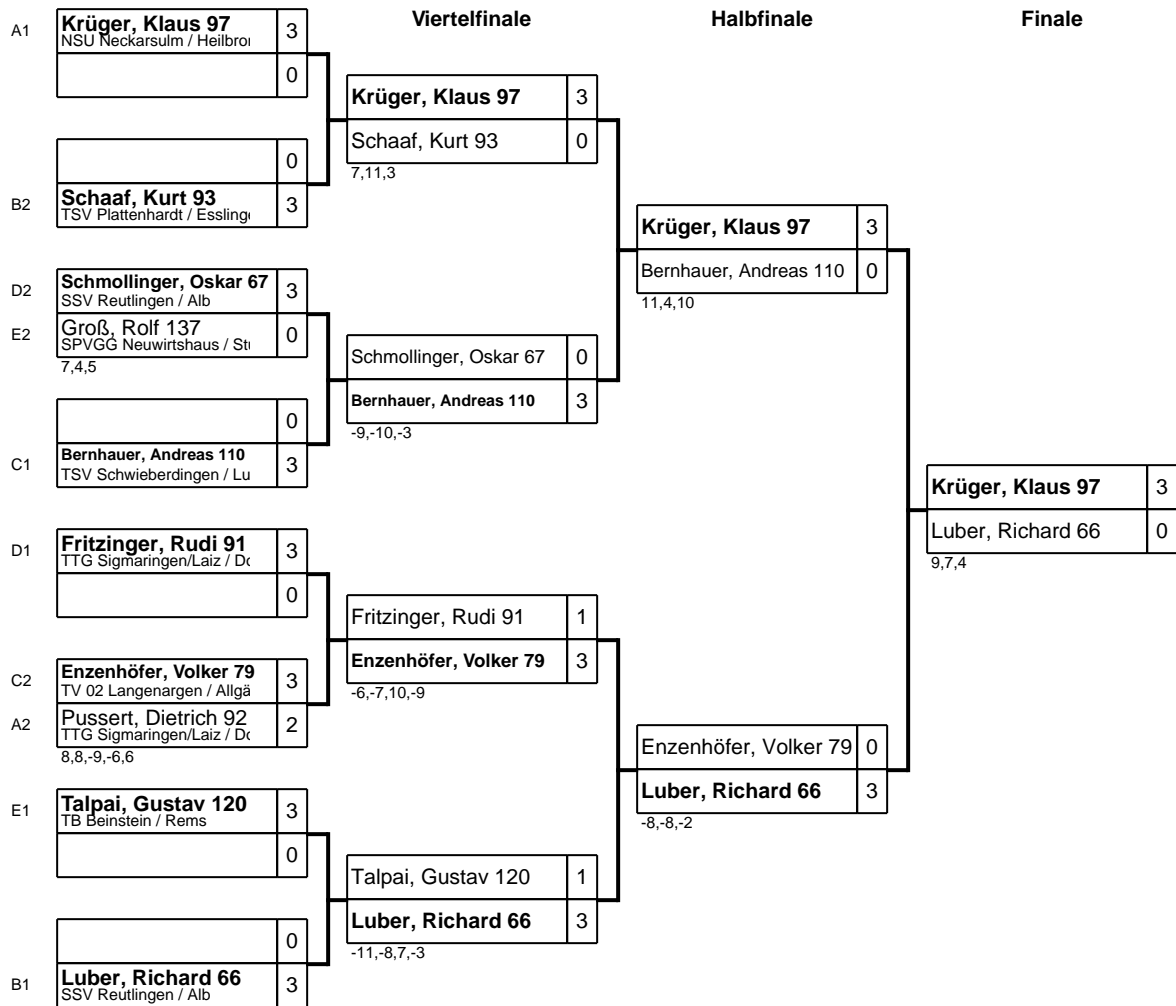 Viertelfinale
Halbfinale
Finale
A1
Krüger, Klaus 97
3
NSU Neckarsulm / Heilbro
0
0
B2
Schaaf, Kurt 93
3
TSV Plattenhardt / Essling
D2
Schmollinger, Oskar 67
3
SSV Reutlingen / Alb
E2
Groß, Rolf 137
0
SPVGG Neuwirtshaus / St
7,4,5
0
C1
Bernhauer, Andreas 110
3
TSV Schwieberdingen / Lu
D1
Fritzinger, Rudi 91
3
TTG Sigmaringen/Laiz / Do
0
C2
Enzenhöfer, Volker 79
3
TV 02 Langenargen / Allgä
A2
Pussert, Dietrich 92
2
TTG Sigmaringen/Laiz / Do
8,8,-9,-6,6
E1
Talpai, Gustav 120
3
TB Beinstein / Rems
0
0
B1
Luber, Richard 66
3
SSV Reutlingen / Alb
Krüger, Klaus 97
3
Schaaf, Kurt 93
0
7,11,3
Schmollinger, Oskar 67
0
Bernhauer, Andreas 110
3
-9,-10,-3
Fritzinger, Rudi 91
1
Enzenhöfer, Volker 79
3
-6,-7,10,-9
Talpai, Gustav 120
1
Luber, Richard 66
3
-11,-8,7,-3
Krüger, Klaus 97
3
Bernhauer, Andreas 110
0
11,4,10
Enzenhöfer, Volker 79
0
Luber, Richard 66
3
-8,-8,-2
Krüger, Klaus 97
3
Luber, Richard 66
0
9,7,4